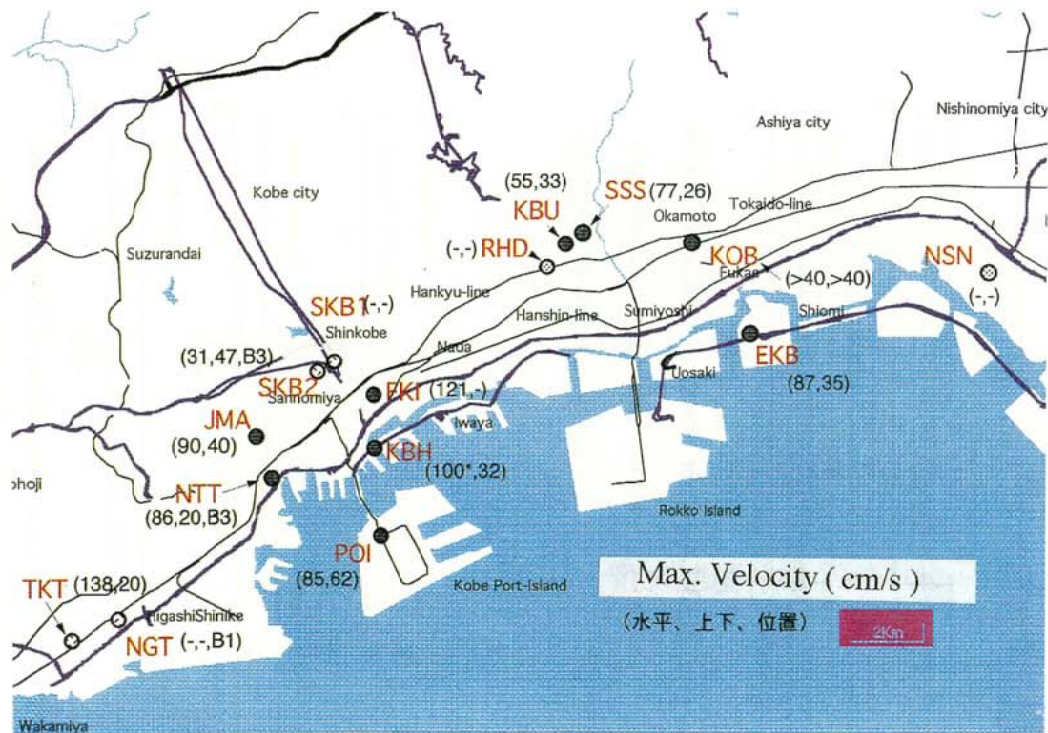 Ashiya city
Nishinomiya city
Kobe city
(55,33)
SSS(77,26)
Okamoto
Tokaido-line
KBU
Suzurandai
(-,-)
RHD
KOB
Fukan
(>40,>40)
NSN
(-,-)
Hankyu-line
SKB1(-,-)
Shinkobe
Hanshin-line
Sumiyoshi
Shiomi
Naoa
(31,47,B3)
SKB2
Sannomiya
EKI (121,-)
Uosaki
EKB
(87,35)
JMA
(90,40)
Iwaya
KBH
(100*,32)
ohoji
NTT
(86,20,B3)
Rokko Island
POI
(85,62)
Kobe Port-Island
Max. Velocity ( cm/s )
(水平、上下、位置)
2Km
TKT
(138,20)
HigashiShinike
NGT
(-,-,B1)
Wakamiya